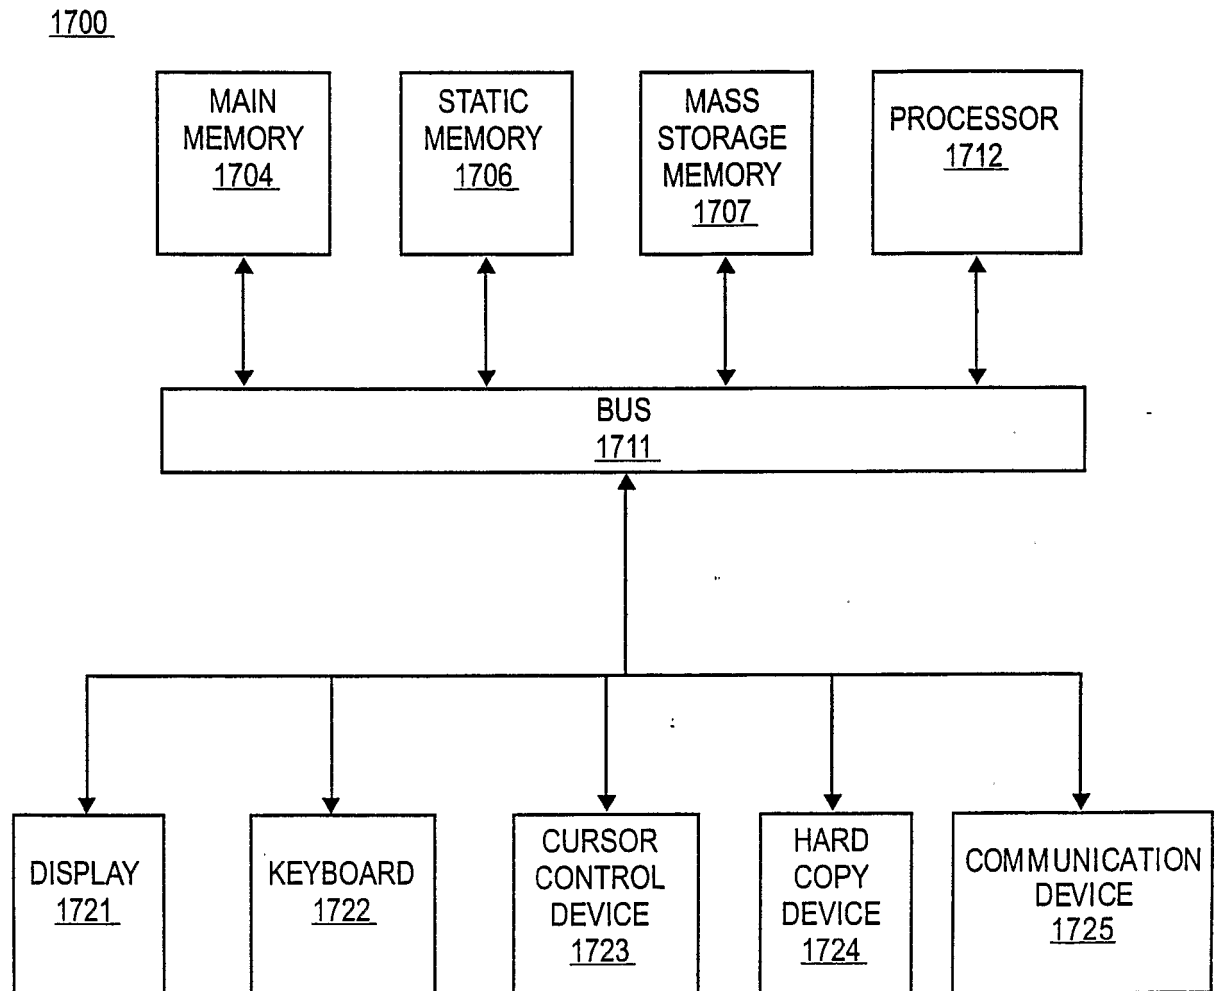 1700
MAIN
MEMORY
1704
STATIC
MEMORY
1706
MASS
STORAGE
MEMORY
1707
PROCESSOR
1712
BUS
1711
DISPLAY
1721
KEYBOARD
1722
CURSOR
CONTROL
DEVICE
1723
HARD
COPY
DEVICE
1724
COMMUNICATION
DEVICE
1725